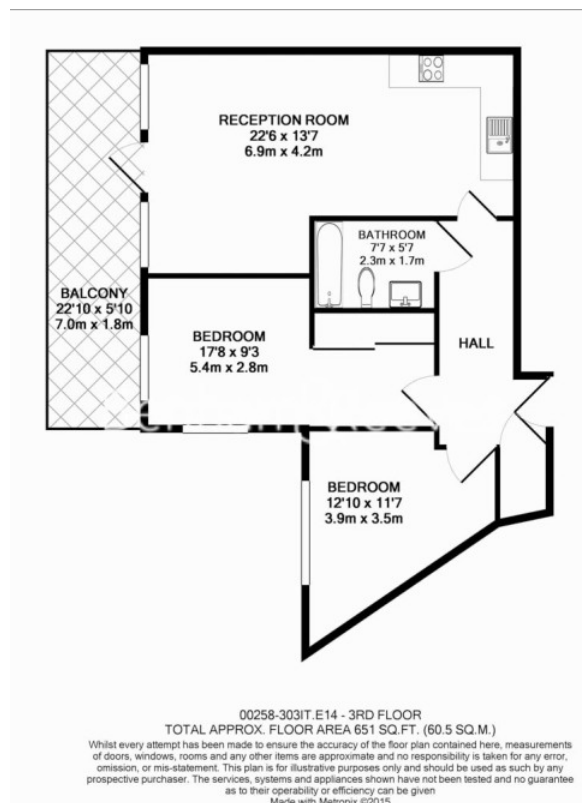 RECEPTION ROOM
22'6 x 13'7
6.9m x 4.2m
BATHROOM
7'7 x 5'7
2.3m x 1.7m
BALCONY
22'10 x 5'10
7.0m x 1.8m
BEDROOM
17'8 x 9'3
5.4m x 2.8m
HALL
BEDROOM
12'10 x 11'7
3.9m x 3.5m
00258-303IT.E14 - 3RD FLOOR
TOTAL APPROX. FLOOR AREA 651 SQ.FT. (60.5 SQ.M.)
Whilst every attempt has been made to ensure the accuracy of the floor plan contained here, measurements
of doors, windows, rooms and any other items are approximate and no responsibility is taken for any error,
omission, or mis-statement. This plan is for illustrative purposes only and should be used as such by any
prospective purchaser. The services, systems and appliances shown have not been tested and no guarantee
as to their operability or efficiency can be given
Made with Metropix ©2015